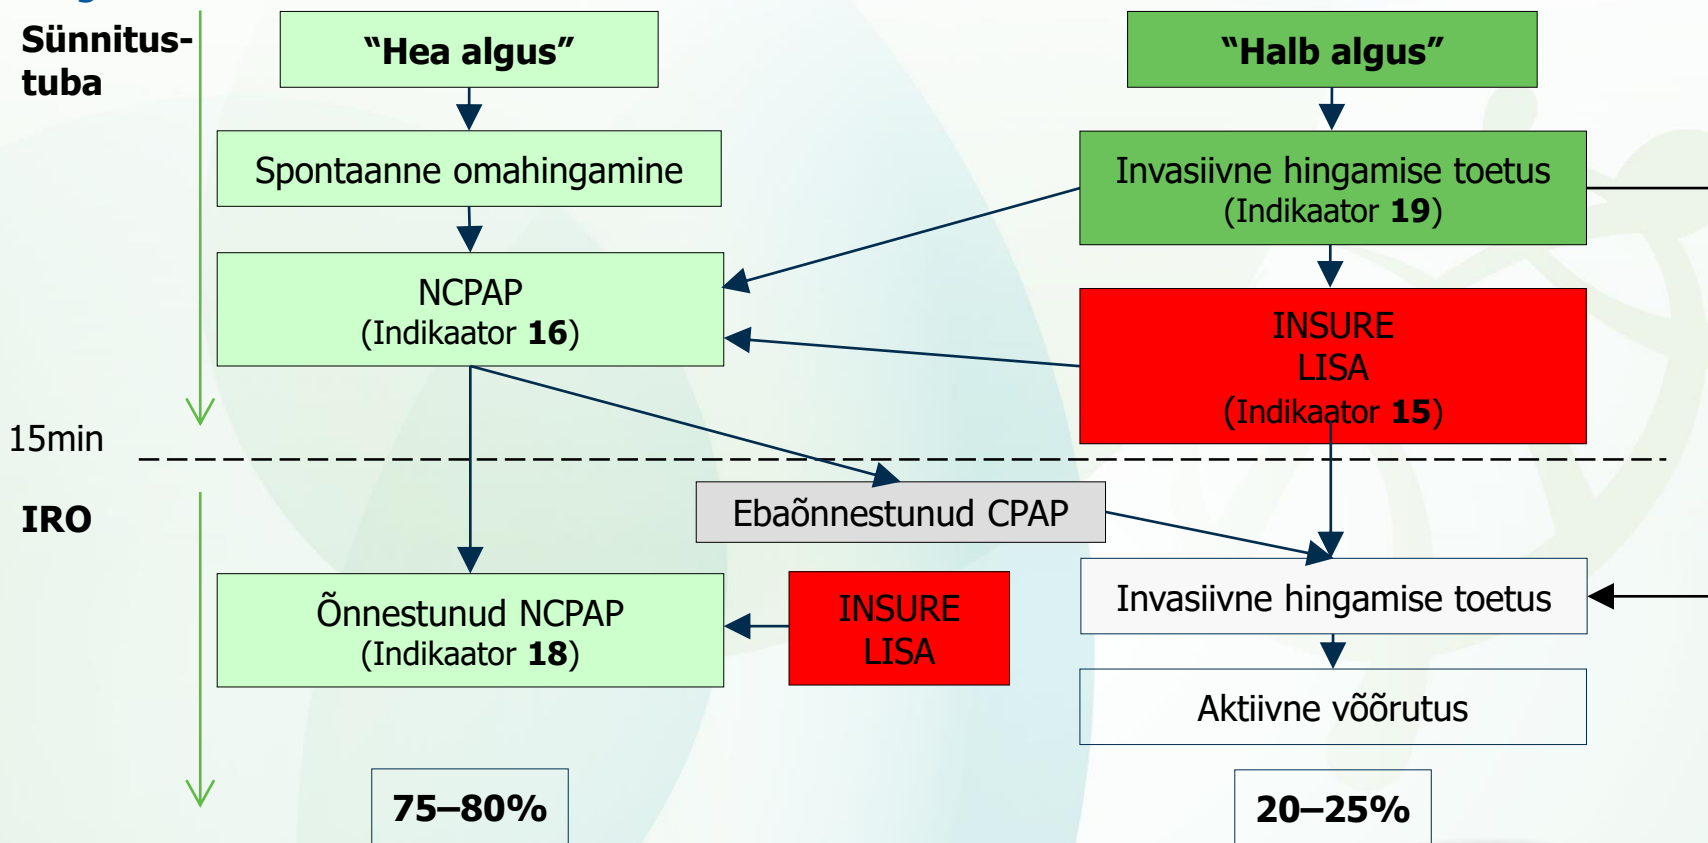 Sünnitus-
tuba
"Hea algus"
"Halb algus"
Spontaanne omahingamine
Invasiivne hingamise toetus
(Indikaator 19)
NCPAP
(Indikaator 16)
INSURE
LISA
(Indikaator 15)
15min
IRO
Ebaõnnestunud CPAP
Õnnestunud NCPAP
(Indikaator 18)
INSURE
LISA
Invasiivne hingamise toetus
Aktiivne võõrutus
75–80%
20–25%